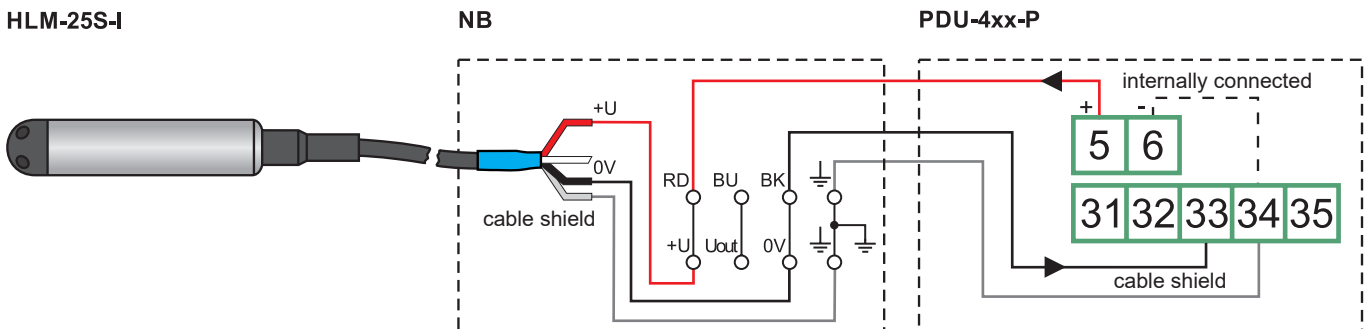 HLM-25S-I
NB
PDU-4xx-P
internally connected
+U
+ -
5 6
0V
RD BU BK
31 32 33 34 35
cable shield
+U Uout 0V
cable shield